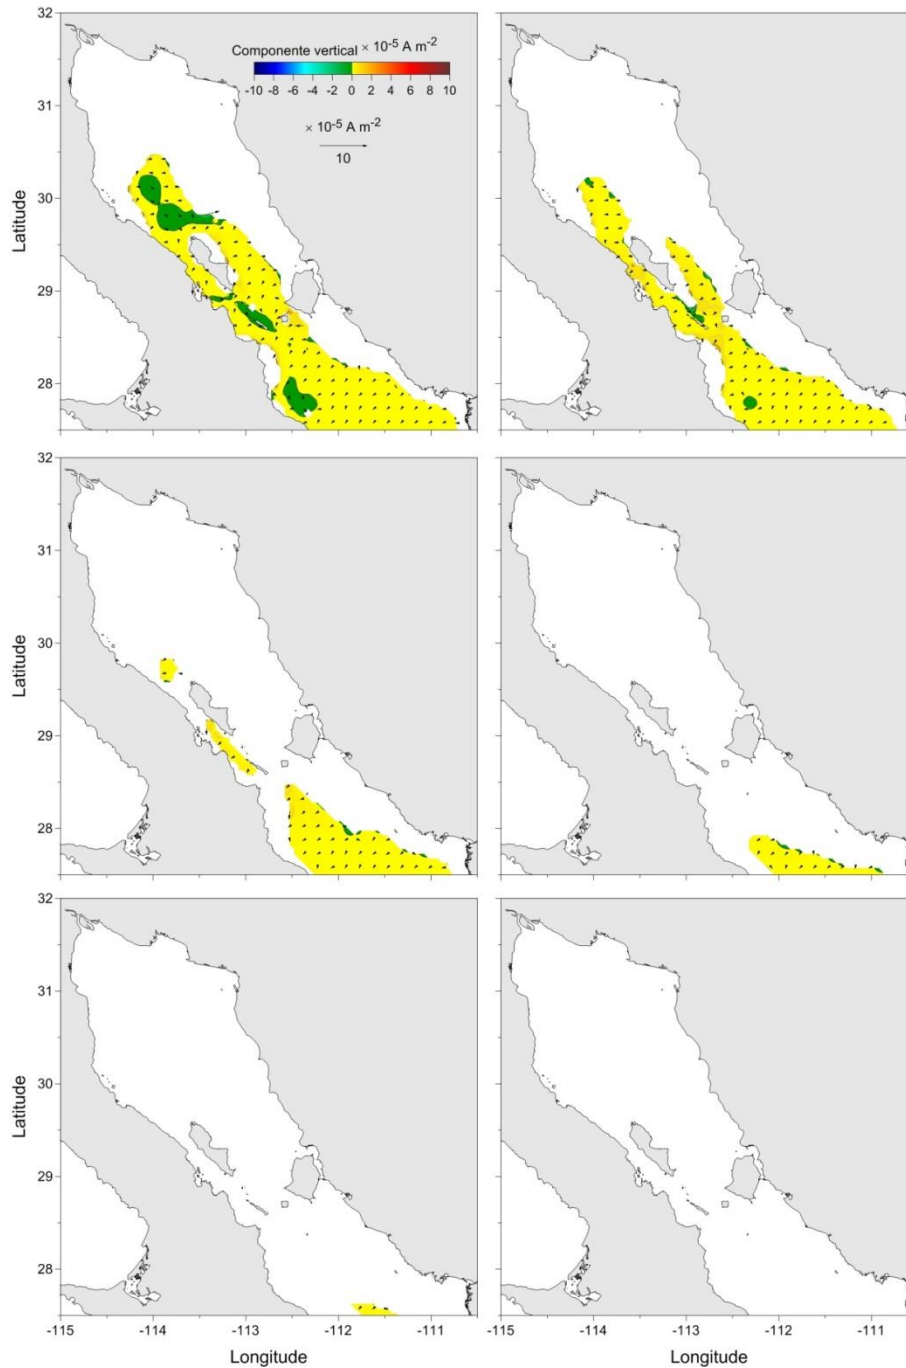 32
Componente vertical × 10-5 A m-2
-10 -8 -6 -4 -2 0 2 4 6 8 10
× 10-5 A m-2
10
31
30
29
28
Latitude
32
31
30
29
28
Latitude
32
31
30
29
28
Latitude
-115 -114 -113 -112 -111 -115 -114 -113 -112 -111
Longitude Longitude